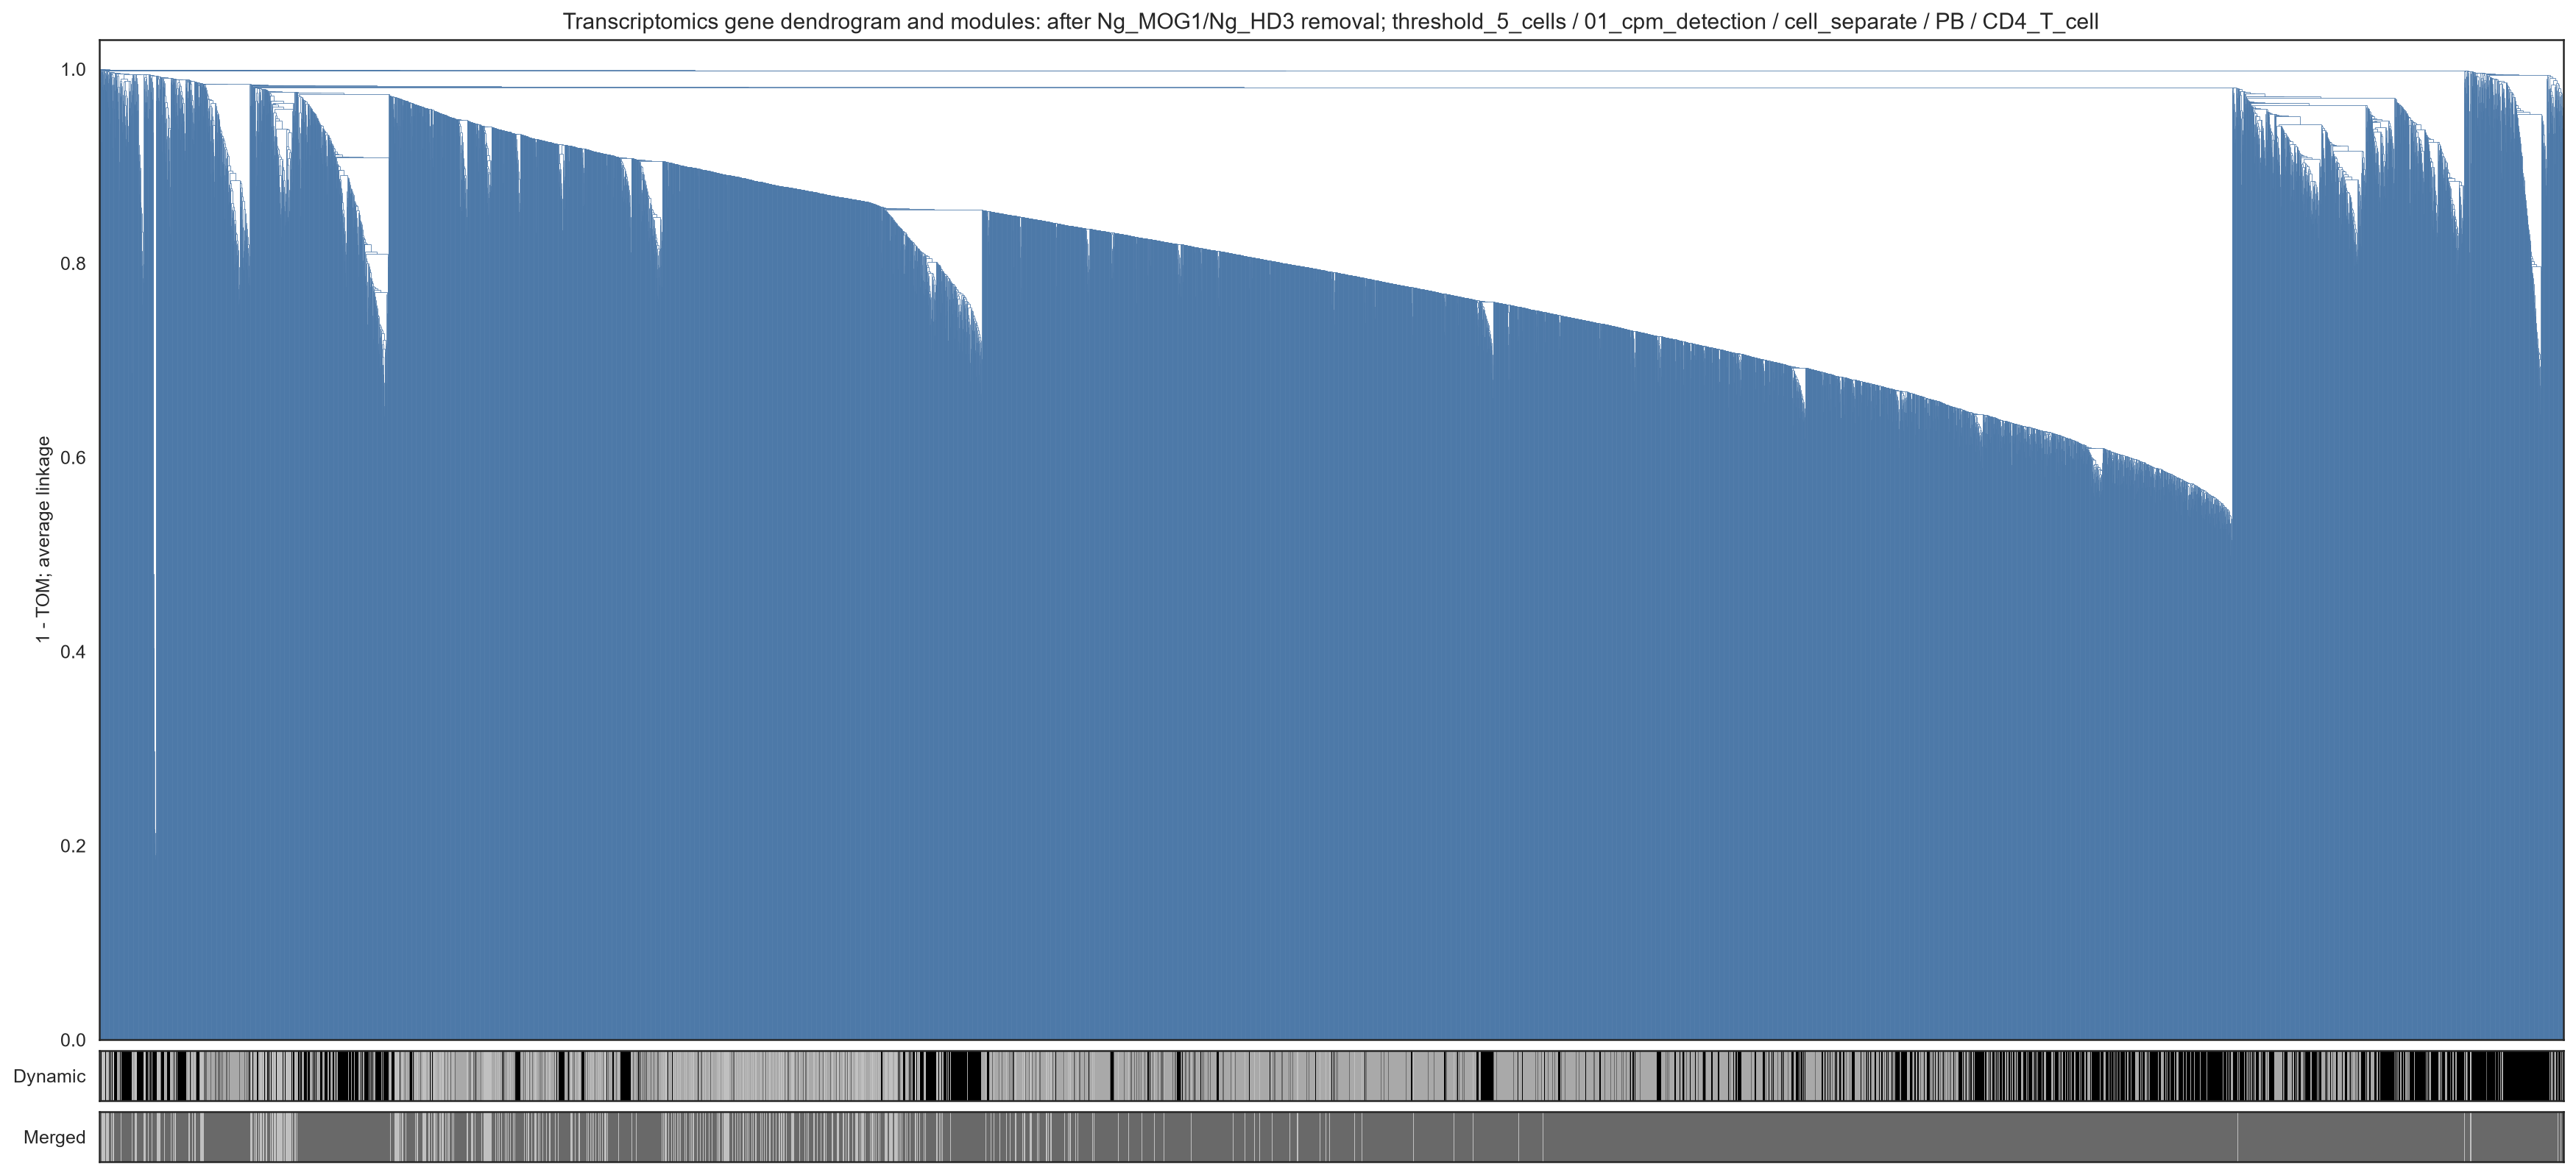 Transcriptomics gene dendrogram and modules: after Ng_MOG1/Ng_HD3 removal; threshold_5_cells / 01_cpm_detection / cell_separate / PB / CD4_T_cell
1 - TOM; average linkage
1.0
0.8
0.6
0.4
0.2
0.0
Dynamic
Merged